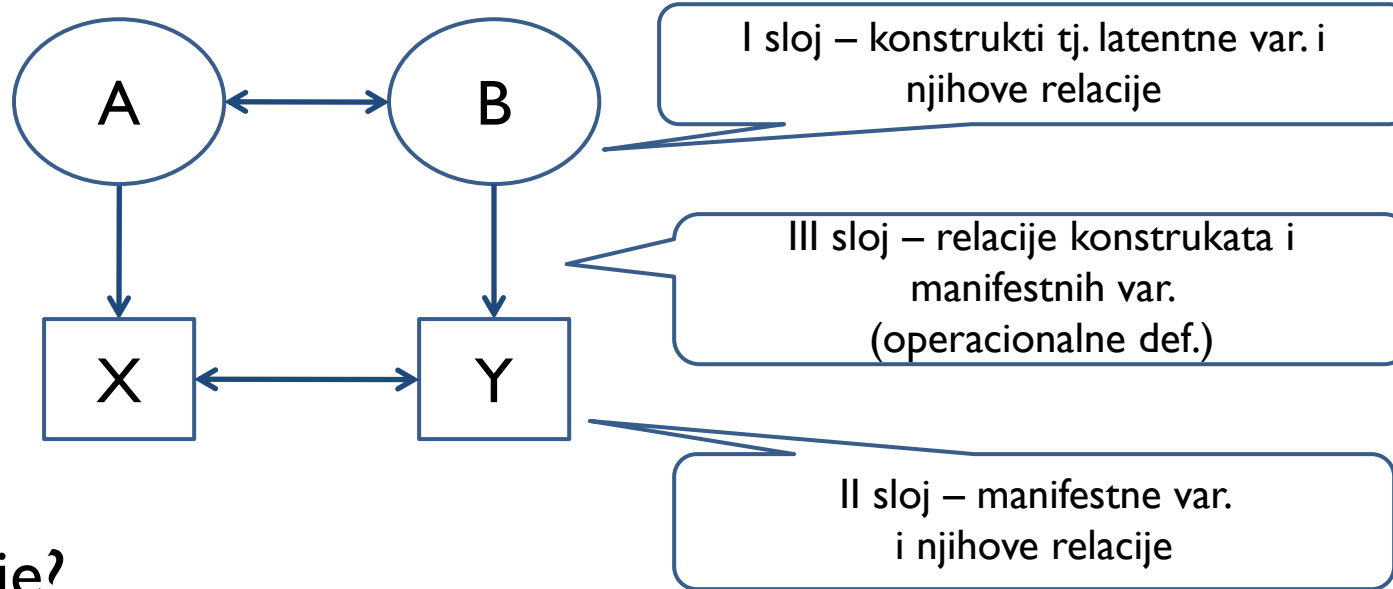 A
B
I sloj – konstrukti tj. latentne var. i
njihove relacije
III sloj – relacije konstrukata i
manifestnih var.
(operacionalne def.)
X
Y
II sloj – manifestne var.
i njihove relacije
je?